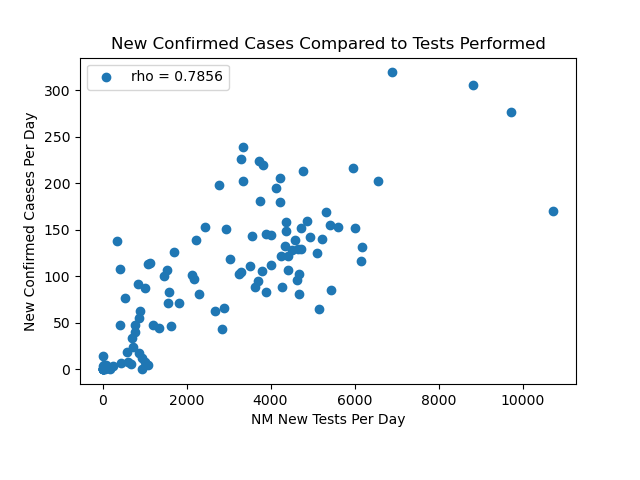 New Confirmed Cases Compared to Tests Performed
rho = 0.7856
New Confirmed Caeses Per Day
300
250
200
150
100
50
0
0 2000 4000 6000 8000 10000
NM New Tests Per Day